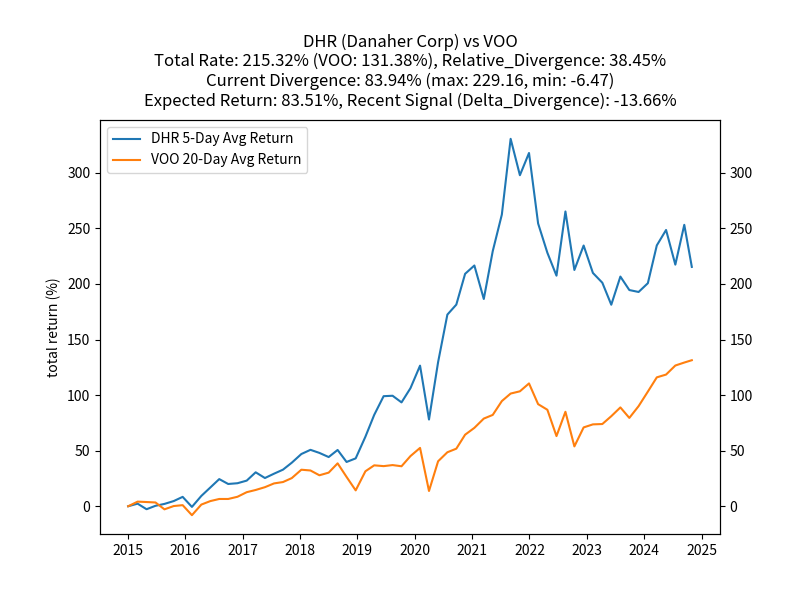 DHR (Danaher Corp) vs VOO
Total Rate: 215.32% (VOO: 131.38%), Relative_Divergence: 38.45%
Current Divergence: 83.94% (max: 229.16, min: -6.47)
Expected Return: 83.51%, Recent Signal (Delta_Divergence): -13.66%
DHR 5-Day Avg Return
VOO 20-Day Avg Return
total return (%)
300 300
250 250
200 200
150 150
100 100
50 50
0 0
2015 2016 2017 2018 2019 2020 2021 2022 2023 2024 2025